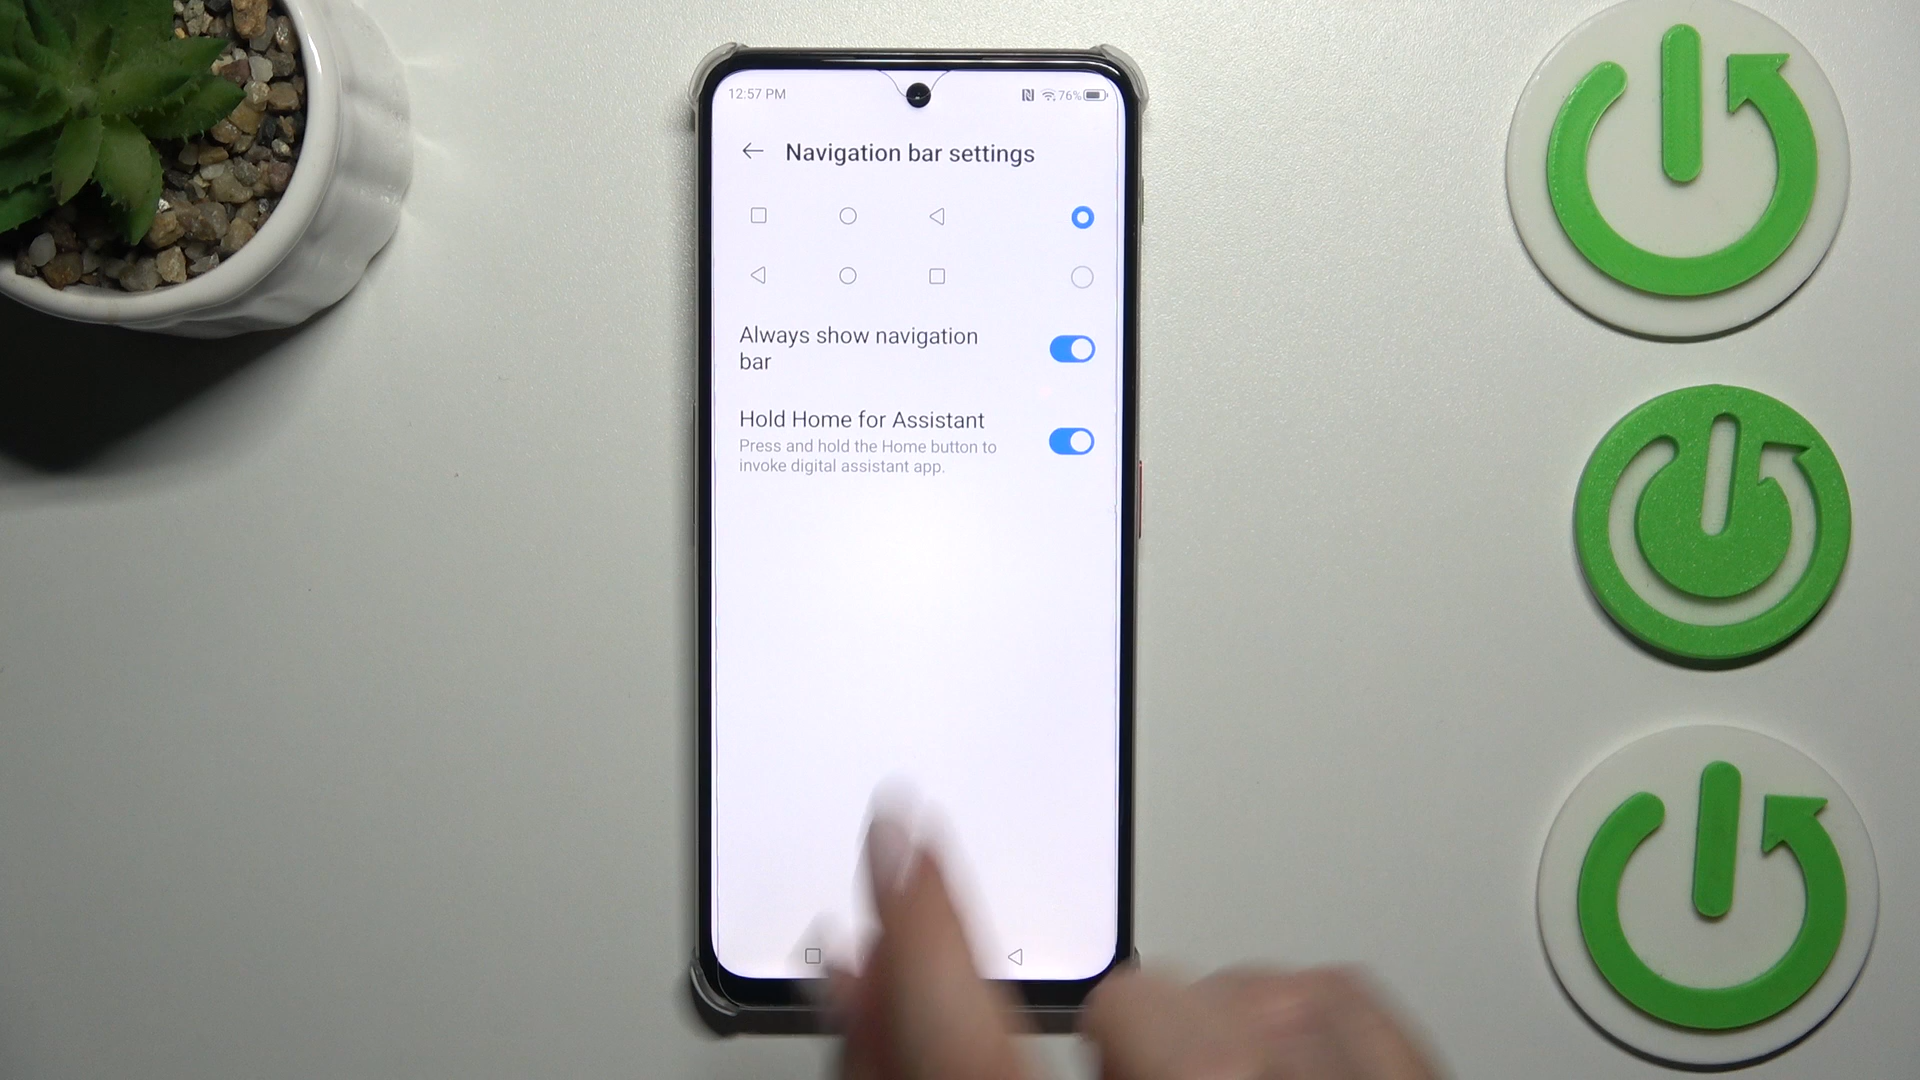 12:57 PM 76%
Navigation bar settings
Always show navigation
bar
Hold Home for Assistant
Press and hold the Home button to
invoke digital assistant app.